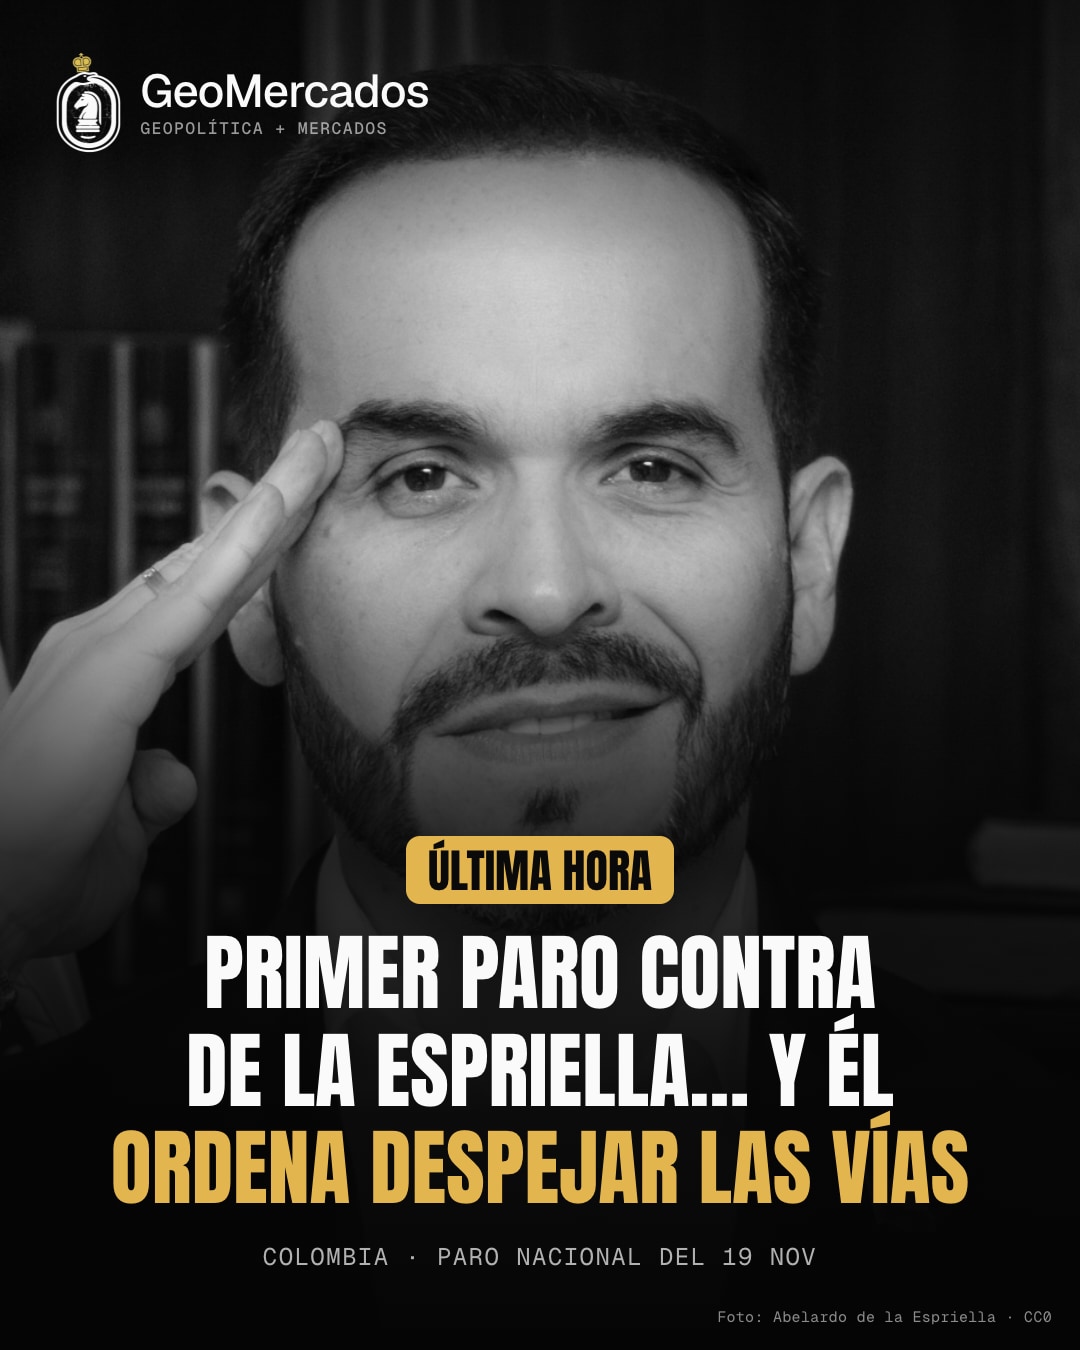 GeoMercados
GEOPOLÍTICA + MERCADOS
ÚLTIMA HORA
PRIMER PARO CONTRA
DE LA ESPRIELLA... Y ÉL
ORDENA DESPEJAR LAS VÍAS
COLOMBIA · PARO NACIONAL DEL 19 NOV
Foto: Abelardo de la Espriella · CC0